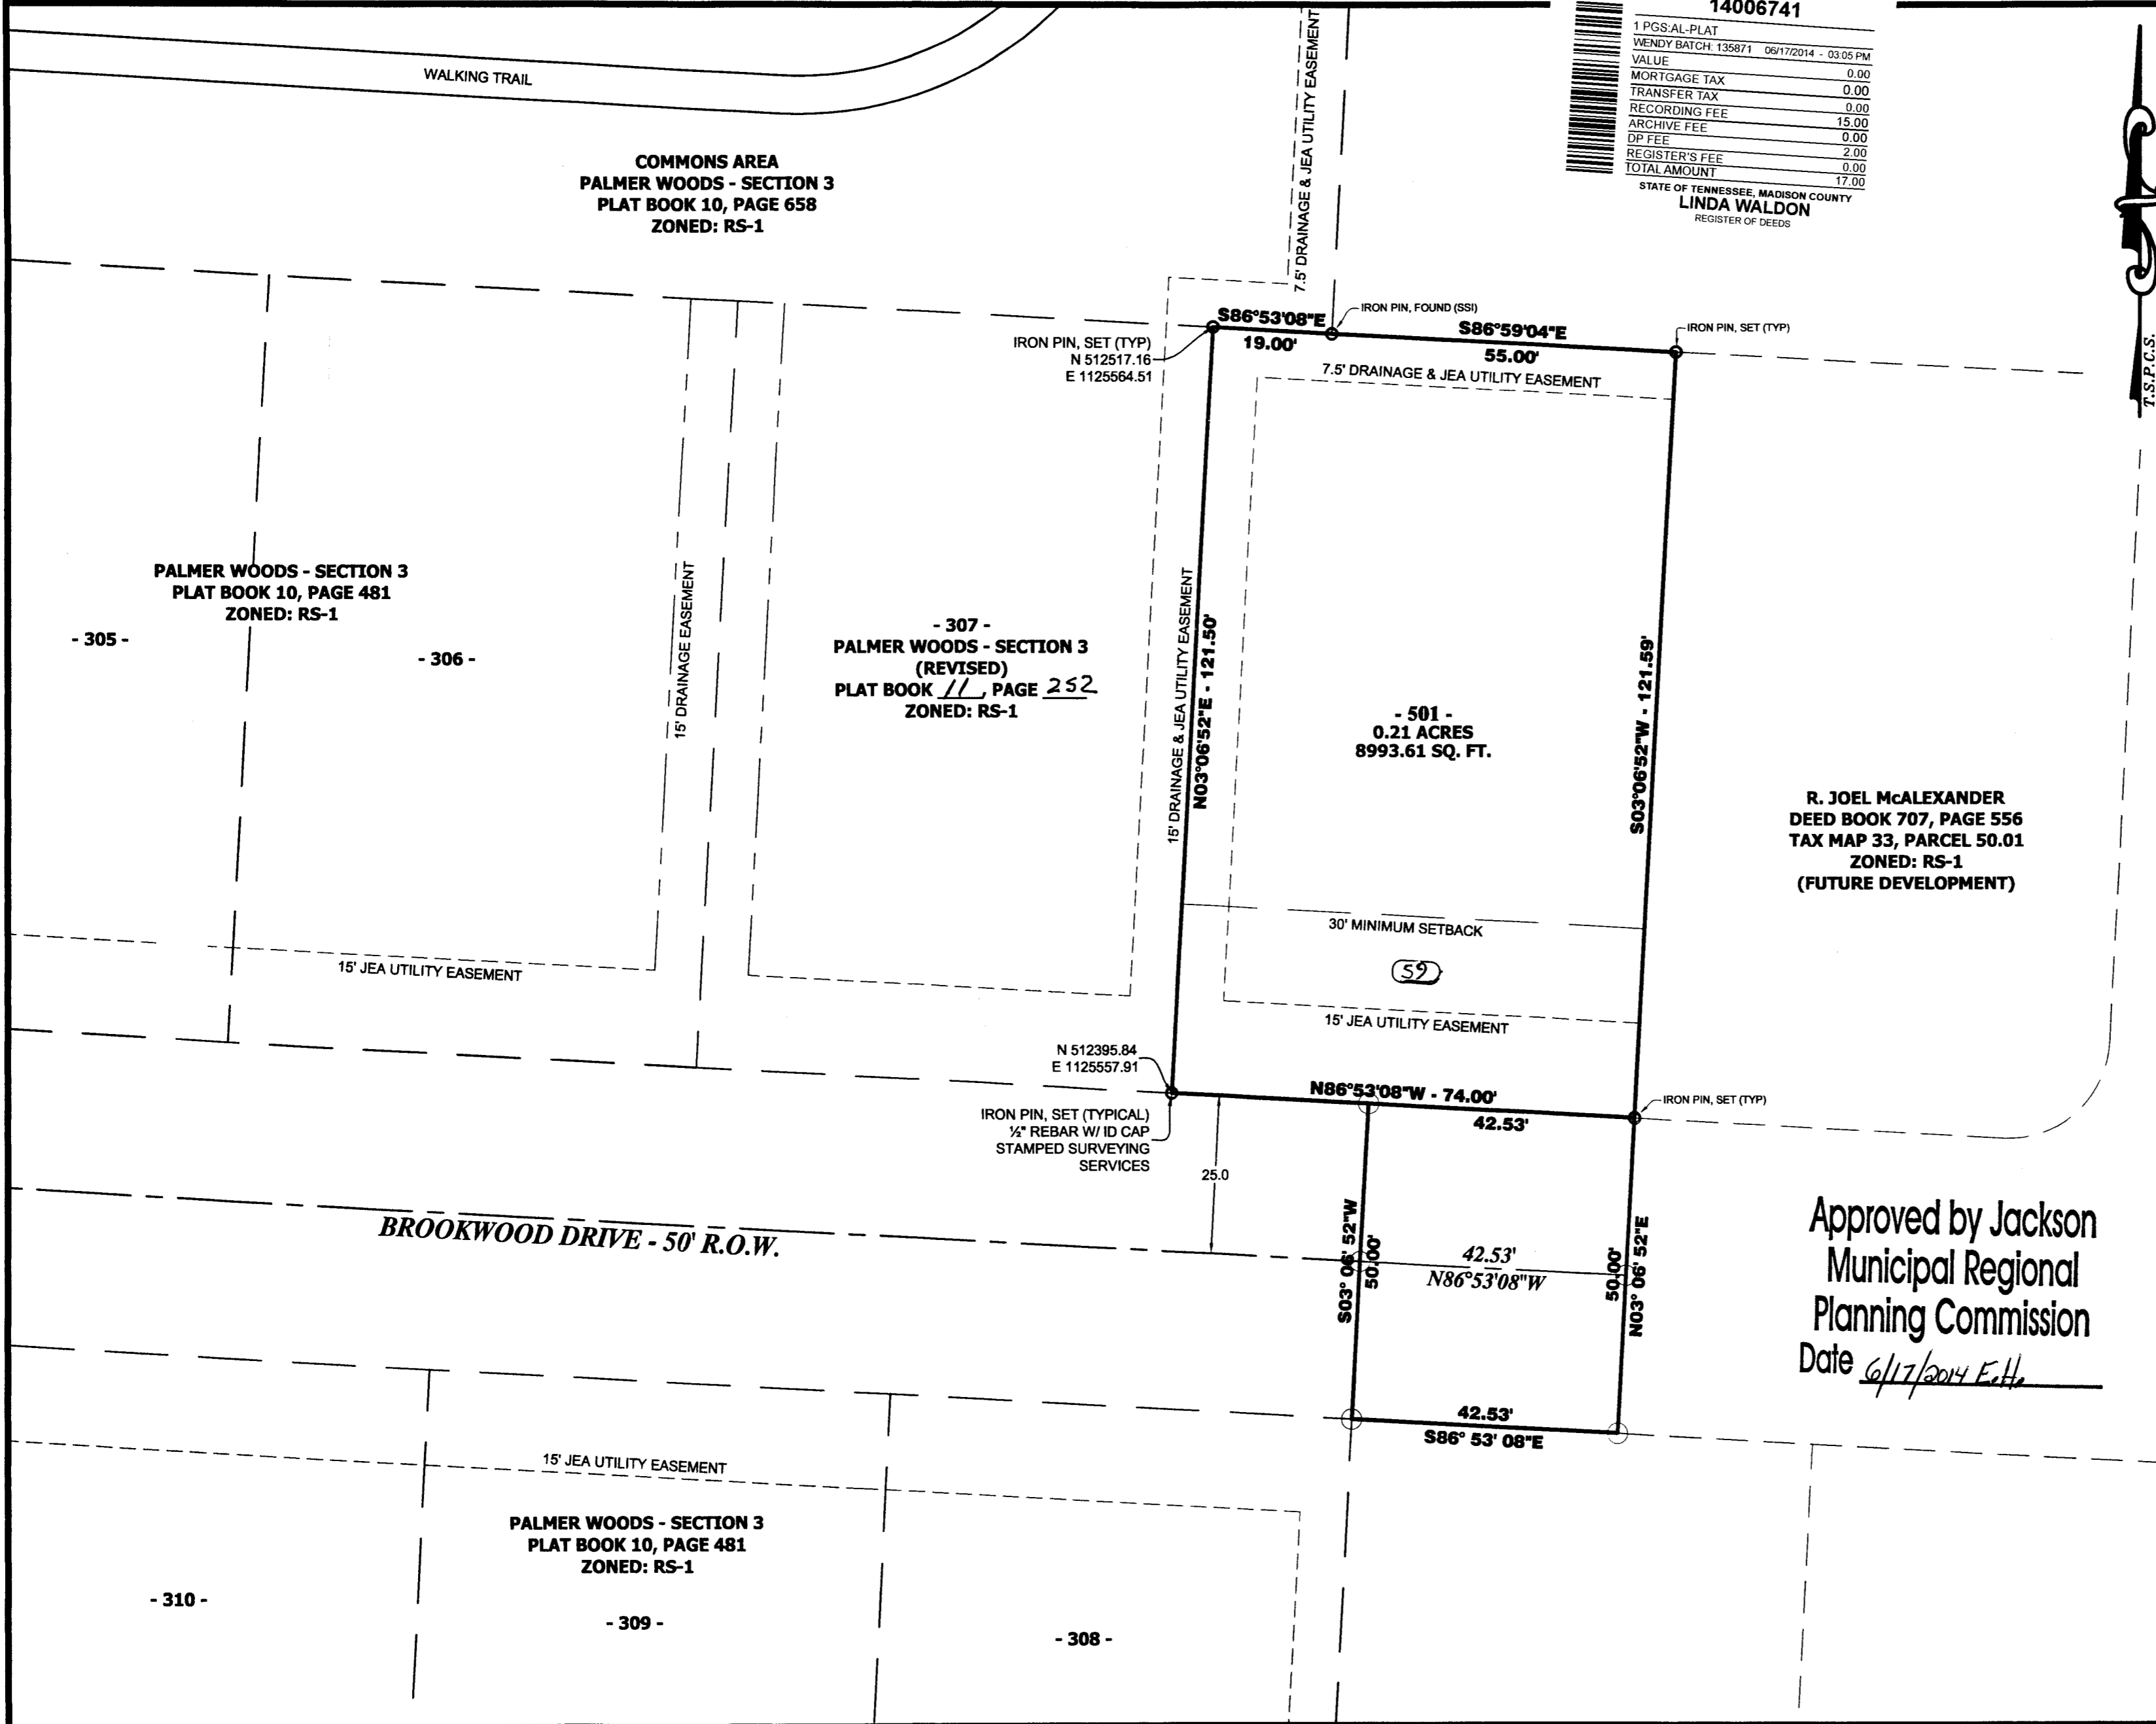 14006741
1 PGS:AL-PLAT
WENDY BATCH: 135871 06/17/2014 - 03:05 PM
VALUE 0.00
MORTGAGE TAX 0.00
TRANSFER TAX 0.00
RECORDING FEE 15.00
ARCHIVE FEE 0.00
DP FEE 2.00
REGISTER'S FEE 0.00
TOTAL AMOUNT 17.00
STATE OF TENNESSEE, MADISON COUNTY
LINDA WALDON
REGISTER OF DEEDS
T.S.P.C.S.
WALKING TRAIL
COMMONS AREA
PALMER WOODS - SECTION 3
PLAT BOOK 10, PAGE 658
ZONED: RS-1
7.5' DRAINAGE & JEA UTILITY EASEMENT
IRON PIN, SET (TYP)
N 512517.16
E 1125564.51
S86°53'08"E
19.00'
IRON PIN, FOUND (SSI)
S86°59'04"E
55.00'
IRON PIN, SET (TYP)
7.5' DRAINAGE & JEA UTILITY EASEMENT
PALMER WOODS - SECTION 3
PLAT BOOK 10, PAGE 481
ZONED: RS-1
- 305 -
- 306 -
15' DRAINAGE EASEMENT
- 307 -
PALMER WOODS - SECTION 3
(REVISED)
PLAT BOOK 11, PAGE 252
ZONED: RS-1
15' DRAINAGE & JEA UTILITY EASEMENT
N03°06'52"E - 121.50'
- 501 -
0.21 ACRES
8993.61 SQ. FT.
S03°06'52"W - 121.59'
R. JOEL McALEXANDER
DEED BOOK 707, PAGE 556
TAX MAP 33, PARCEL 50.01
ZONED: RS-1
(FUTURE DEVELOPMENT)
30' MINIMUM SETBACK
59
15' JEA UTILITY EASEMENT
15' JEA UTILITY EASEMENT
N 512395.84
E 1125557.91
N86°53'08"W - 74.00'
42.53'
IRON PIN, SET (TYP)
IRON PIN, SET (TYPICAL)
½" REBAR W/ ID CAP
STAMPED SURVEYING
SERVICES
25.0
BROOKWOOD DRIVE - 50' R.O.W.
S03° 06' 52"W
50.00'
42.53'
N86°53'08"W
50.00'
N03° 06' 52"E
42.53'
S86° 53' 08"E
Approved by Jackson
Municipal Regional
Planning Commission
Date 6/17/2014 E.H.
15' JEA UTILITY EASEMENT
PALMER WOODS - SECTION 3
PLAT BOOK 10, PAGE 481
ZONED: RS-1
- 310 -
- 309 -
- 308 -